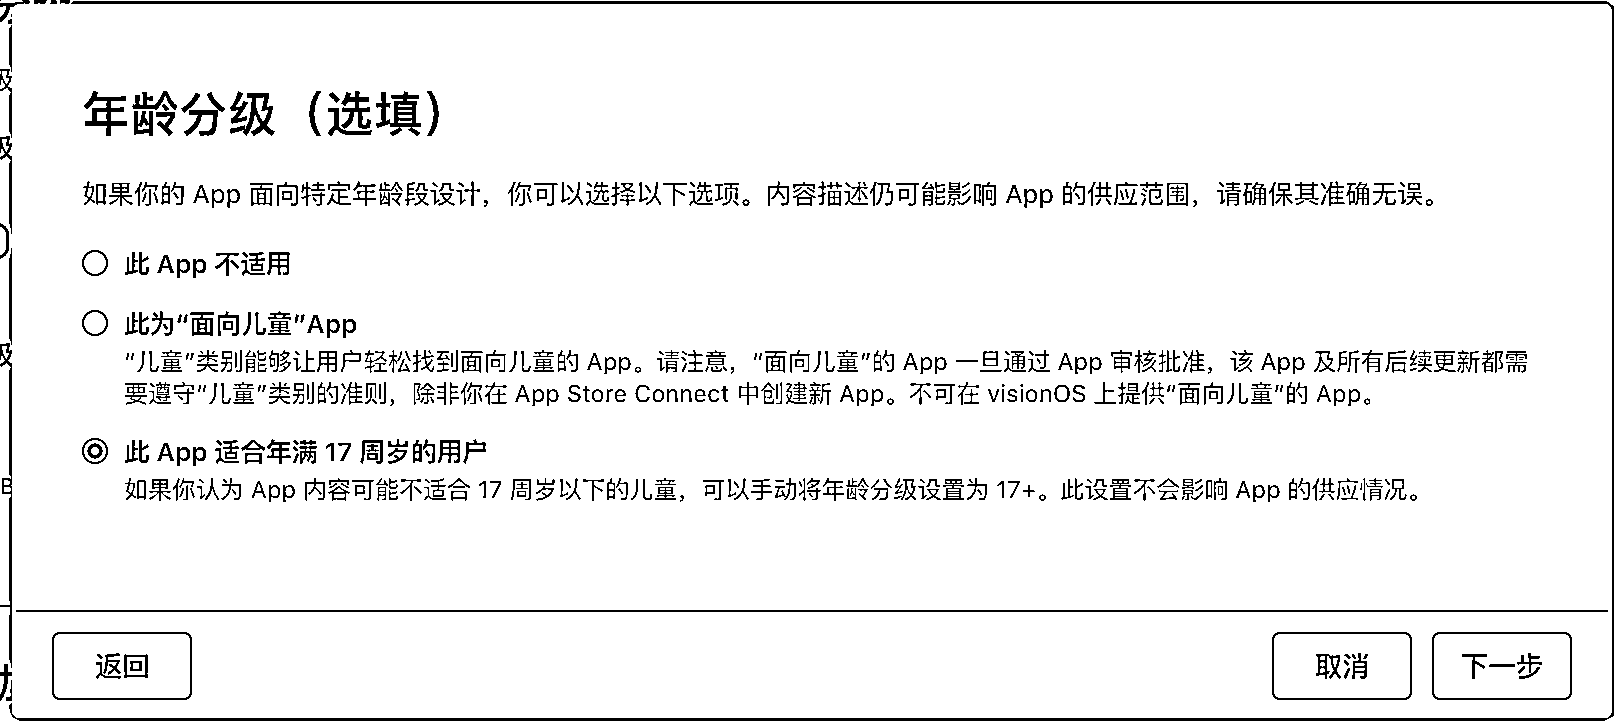 年龄分级（选填）
如果你的 App 面向特定年龄段设计，你可以选择以下选项。内容描述仍可能影响 App 的供应范围，请确保其准确无误。
此 App 不适用
此为“面向儿童”App
“儿童”类别能够让用户轻松找到面向儿童的 App。请注意，“面向儿童”的 App 一旦通过 App 审核批准，该 App 及所有后续更新都需
要遵守“儿童”类别的准则，除非你在 App Store Connect 中创建新 App。不可在 visionOS 上提供“面向儿童”的 App。
此 App 适合年满 17 周岁的用户
如果你认为 App 内容可能不适合 17 周岁以下的儿童，可以手动将年龄分级设置为 17+。此设置不会影响 App 的供应情况。
返回
取消
下一步